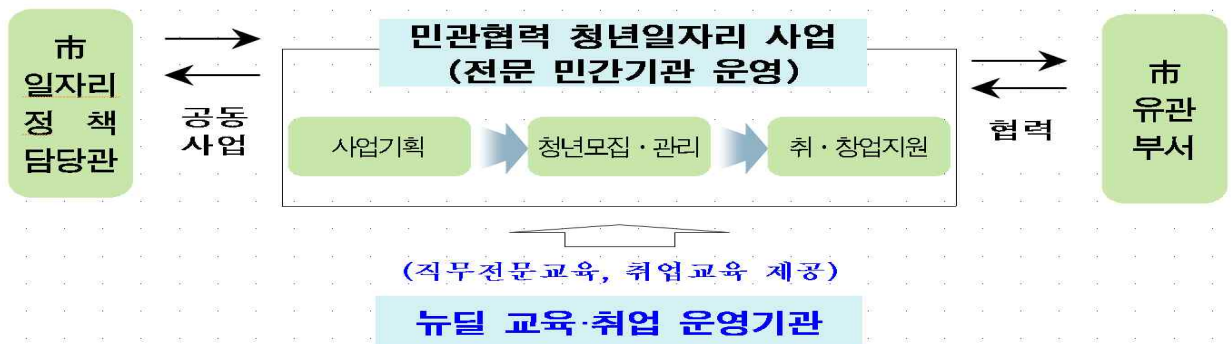 市
일자리
정 책
담당관
공동
사업
민관협력 청년일자리 사업
(전문 민간기관 운영)
사업기획
청년모집·관리
취·창업지원
협력
市
유관
부서
(직무전문교육, 취업교육 제공)
뉴딜 교육·취업 운영기관